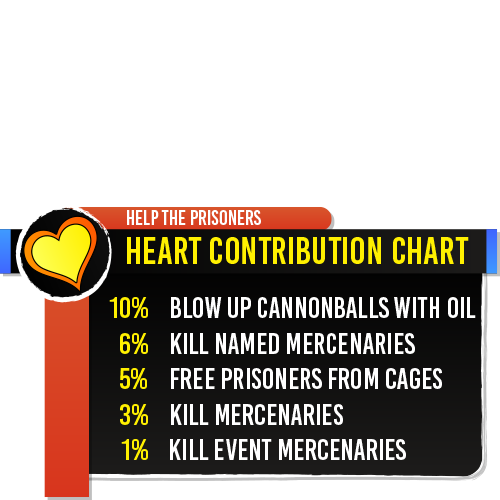 HELP THE PRISONERS
HEART CONTRIBUTION CHART
10% BLOW UP CANNONBALLS WITH OIL
6% KILL NAMED MERCENARIES
5% FREE PRISONERS FROM CAGES
3% KILL MERCENARIES
1% KILL EVENT MERCENARIES